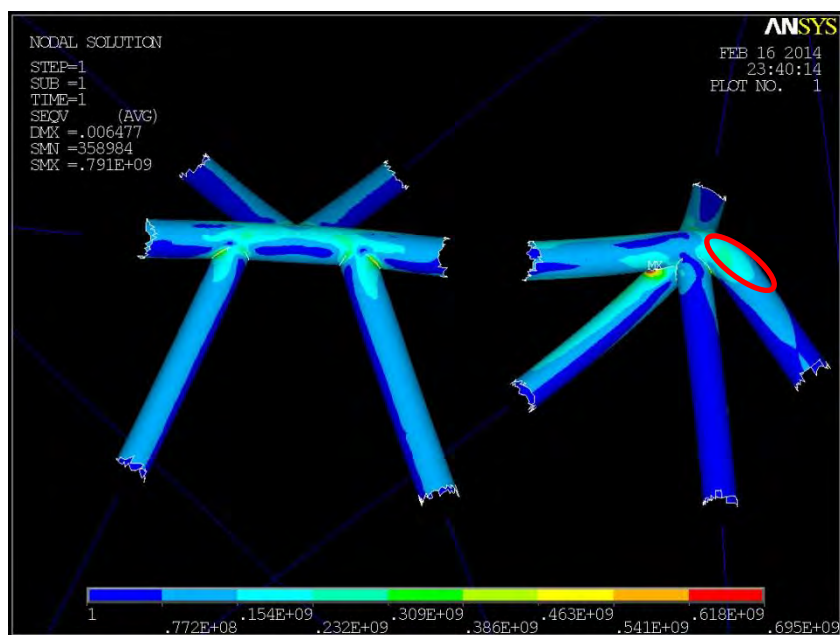 NODAL SOLUTION
STEP=1
SUB =1
TIME=1
SEQV (AVG)
DMX =.006477
SMN =358984
SMX =.791E+09
ANSYS
FEB 16 2014
23:40:14
PLOT NO. 1
MX
1 .154E+09 .309E+09 .463E+09 .618E+09
.772E+08 .232E+09 .386E+09 .541E+09 .695E+09